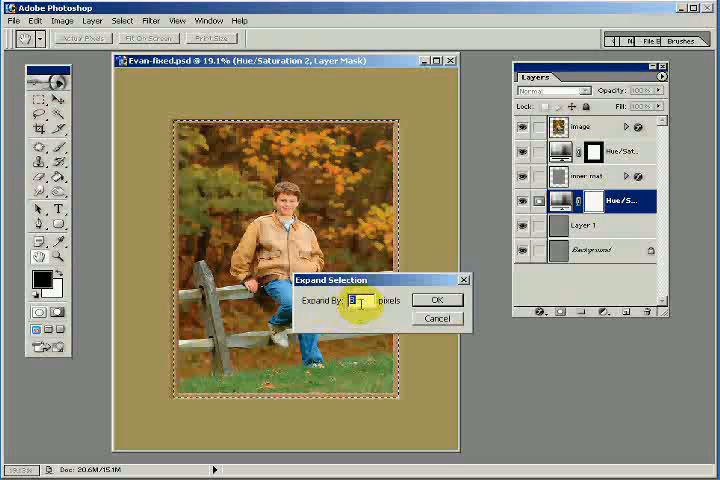 Adobe Photoshop
File Edit Image Layer Select Filter View Window Help
Actual Pixels Fit On Screen Print Size
File B Brushes
Evan-fixed.psd @ 19.1% (Hue/Saturation 2, Layer Mask)
Layers
Normal Opacity: 100%
Lock: Fill: 100%
image
Hue/Sat...
inner mat
Hue/S...
Layer 1
Background
Expand Selection
Expand By: 3 pixels OK
Cancel
Doc: 20.6M/15.1M